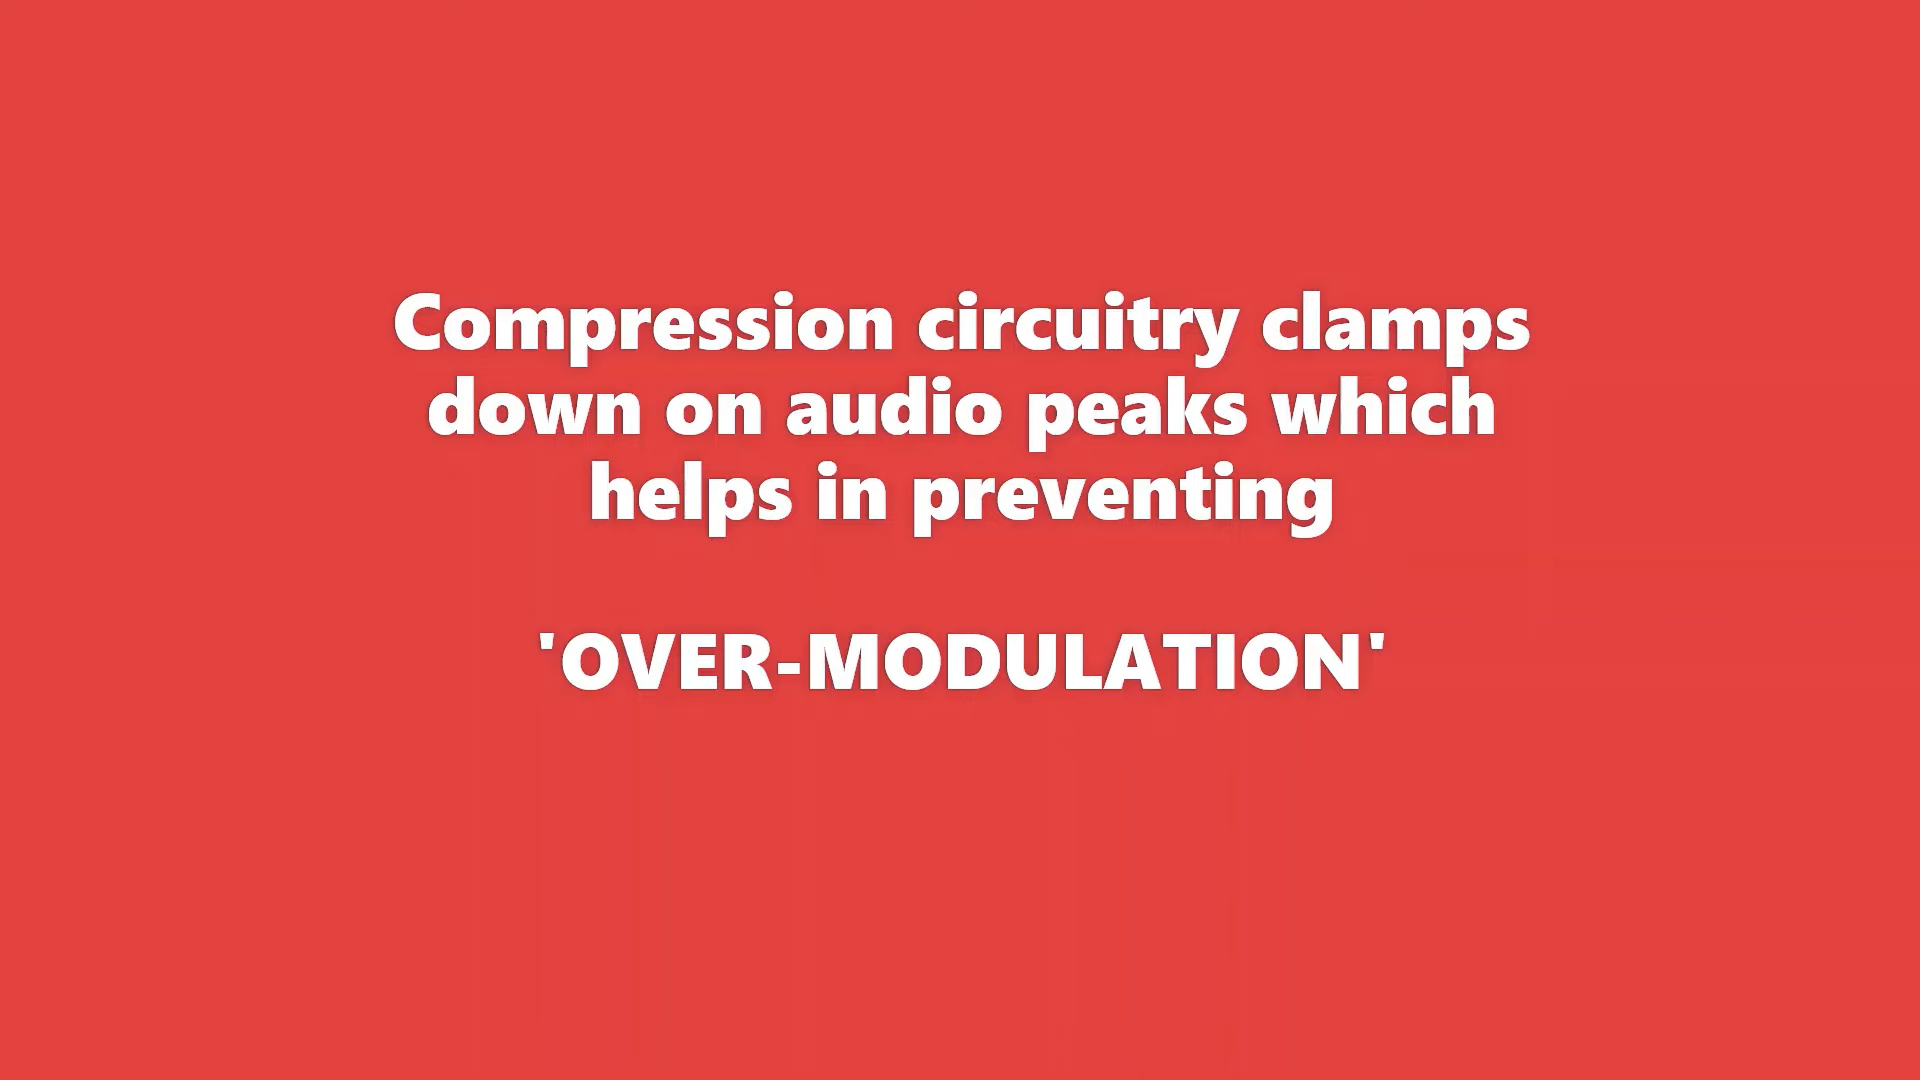 Compression circuitry clamps
down on audio peaks which
helps in preventing
'OVER-MODULATION'